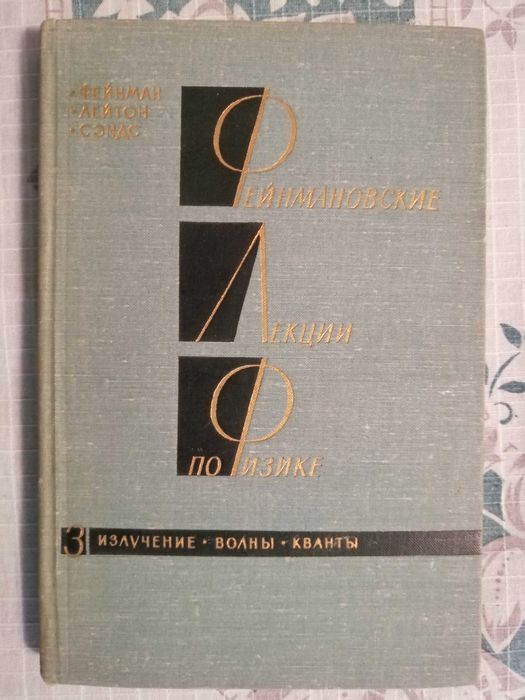 • ФЕЙНМАН
• ЛЕЙТОН
• СЭНДС
ФЕЙНМАНОВСКИЕ
ЛЕКЦИИ
ПО ФИЗИКЕ
3 ИЗЛУЧЕНИЕ • ВОЛНЫ • КВАНТЫ